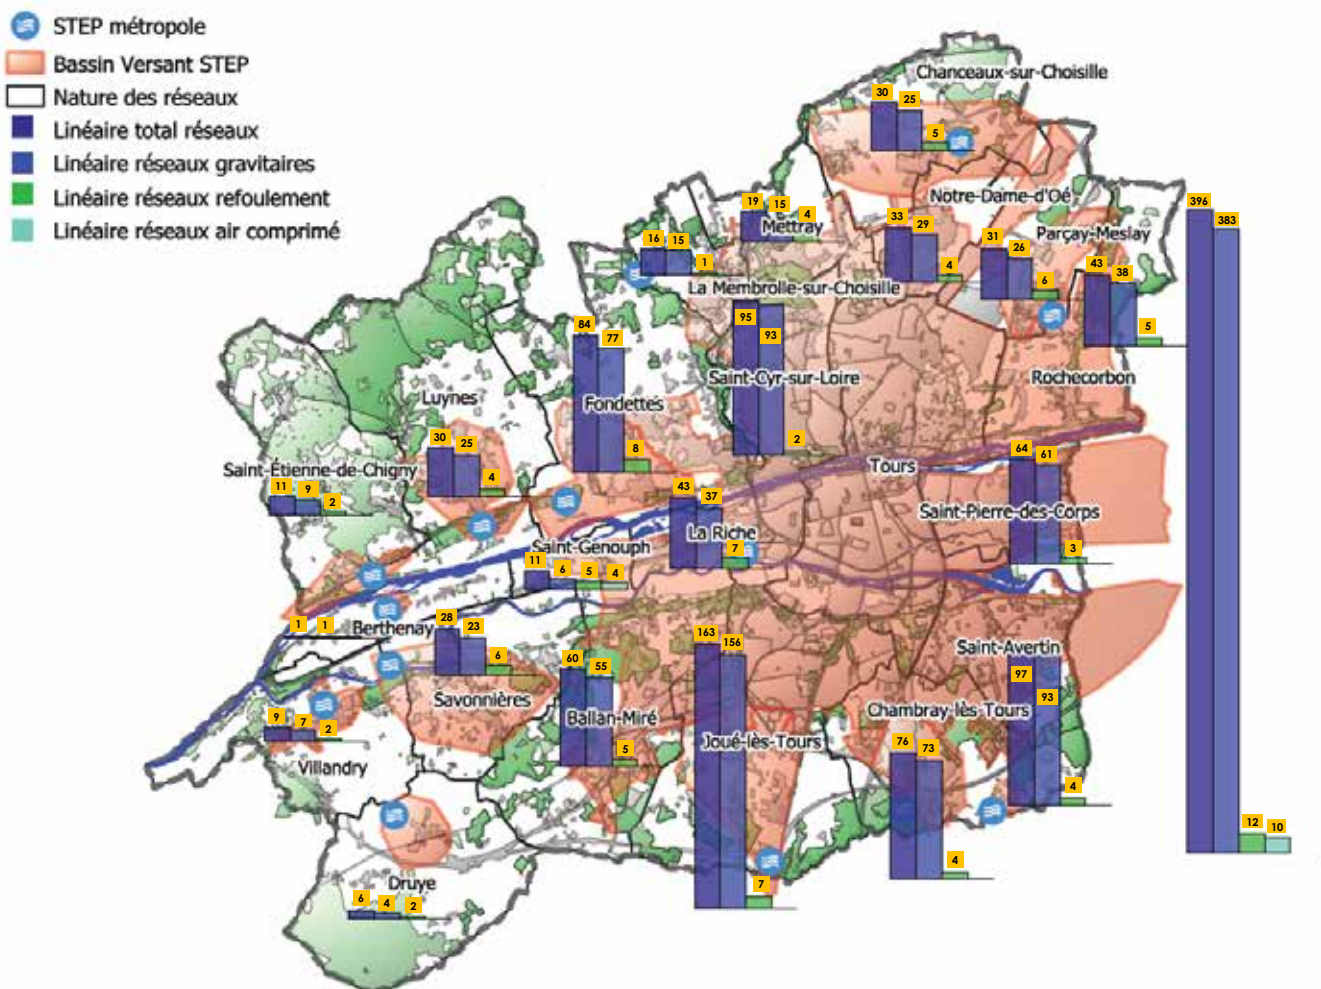 STEP métropole
Bassin Versant STEP
Nature des réseaux
Linéaire total réseaux
Linéaire réseaux gravitaires
Linéaire réseaux refoulement
Linéaire réseaux air comprimé
Chanceaux-sur-Choisille
30 25 5
Notre-Dame-d'Oé
33 29 4
Mettray
19 15 4
Parçay-Meslay
31 26 6
396 383 12 10
16 15 1
La Membrolle-sur-Choisille
43 38 5
Rochecorbon
95 93 2
Saint-Cyr-sur-Loire
84 77 8
Fondettes
Luynes
30 25 4
Saint-Étienne-de-Chigny
11 9 2
Tours
64 61 3
Saint-Pierre-des-Corps
43 37 7
La Riche
Saint-Genouph
11 6 5 4
1 1
Berthenay
28 23 6
Savonnières
60 55 5
Ballan-Miré
163 156 7
Joué-lès-Tours
Saint-Avertin
97 93 4
Chambray-lès-Tours
76 73 4
9 7 2
Villandry
Druye
6 4 2